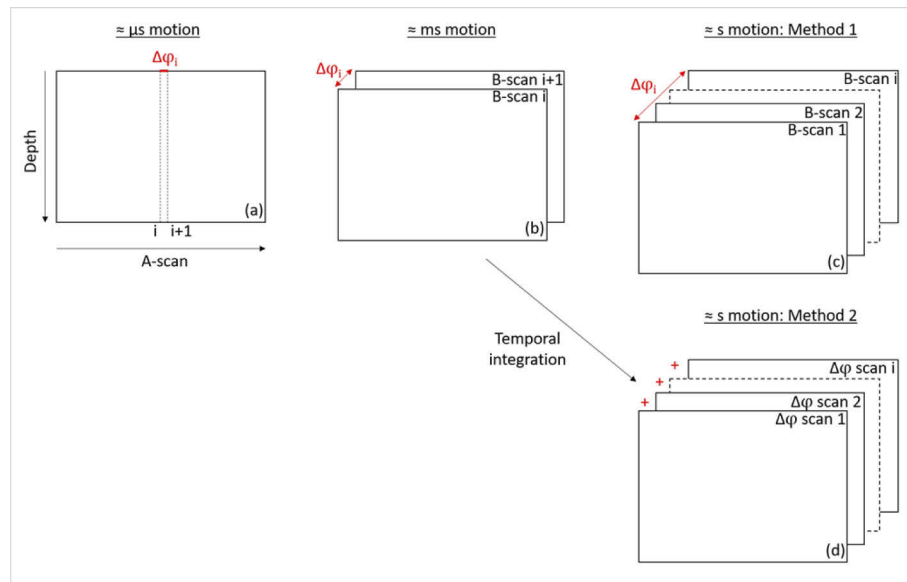 ≈ µs motion
Δφi
Depth
(a)
i i+1
A-scan
≈ ms motion
Δφi
B-scan i+1
B-scan i
(b)
Temporal
integration
≈ s motion: Method 1
Δφi
B-scan i
B-scan 2
B-scan 1
(c)
≈ s motion: Method 2
+
Δφ scan i
+
Δφ scan 2
+
Δφ scan 1
(d)